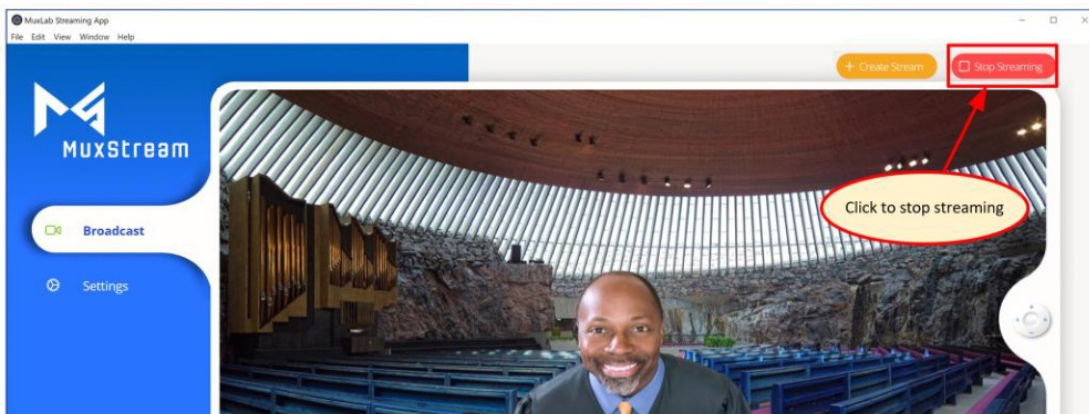 MuxLab Streaming App
File Edit View Window Help
+ Create Stream
Stop Streaming
MuxStream
Click to stop streaming
Broadcast
Settings